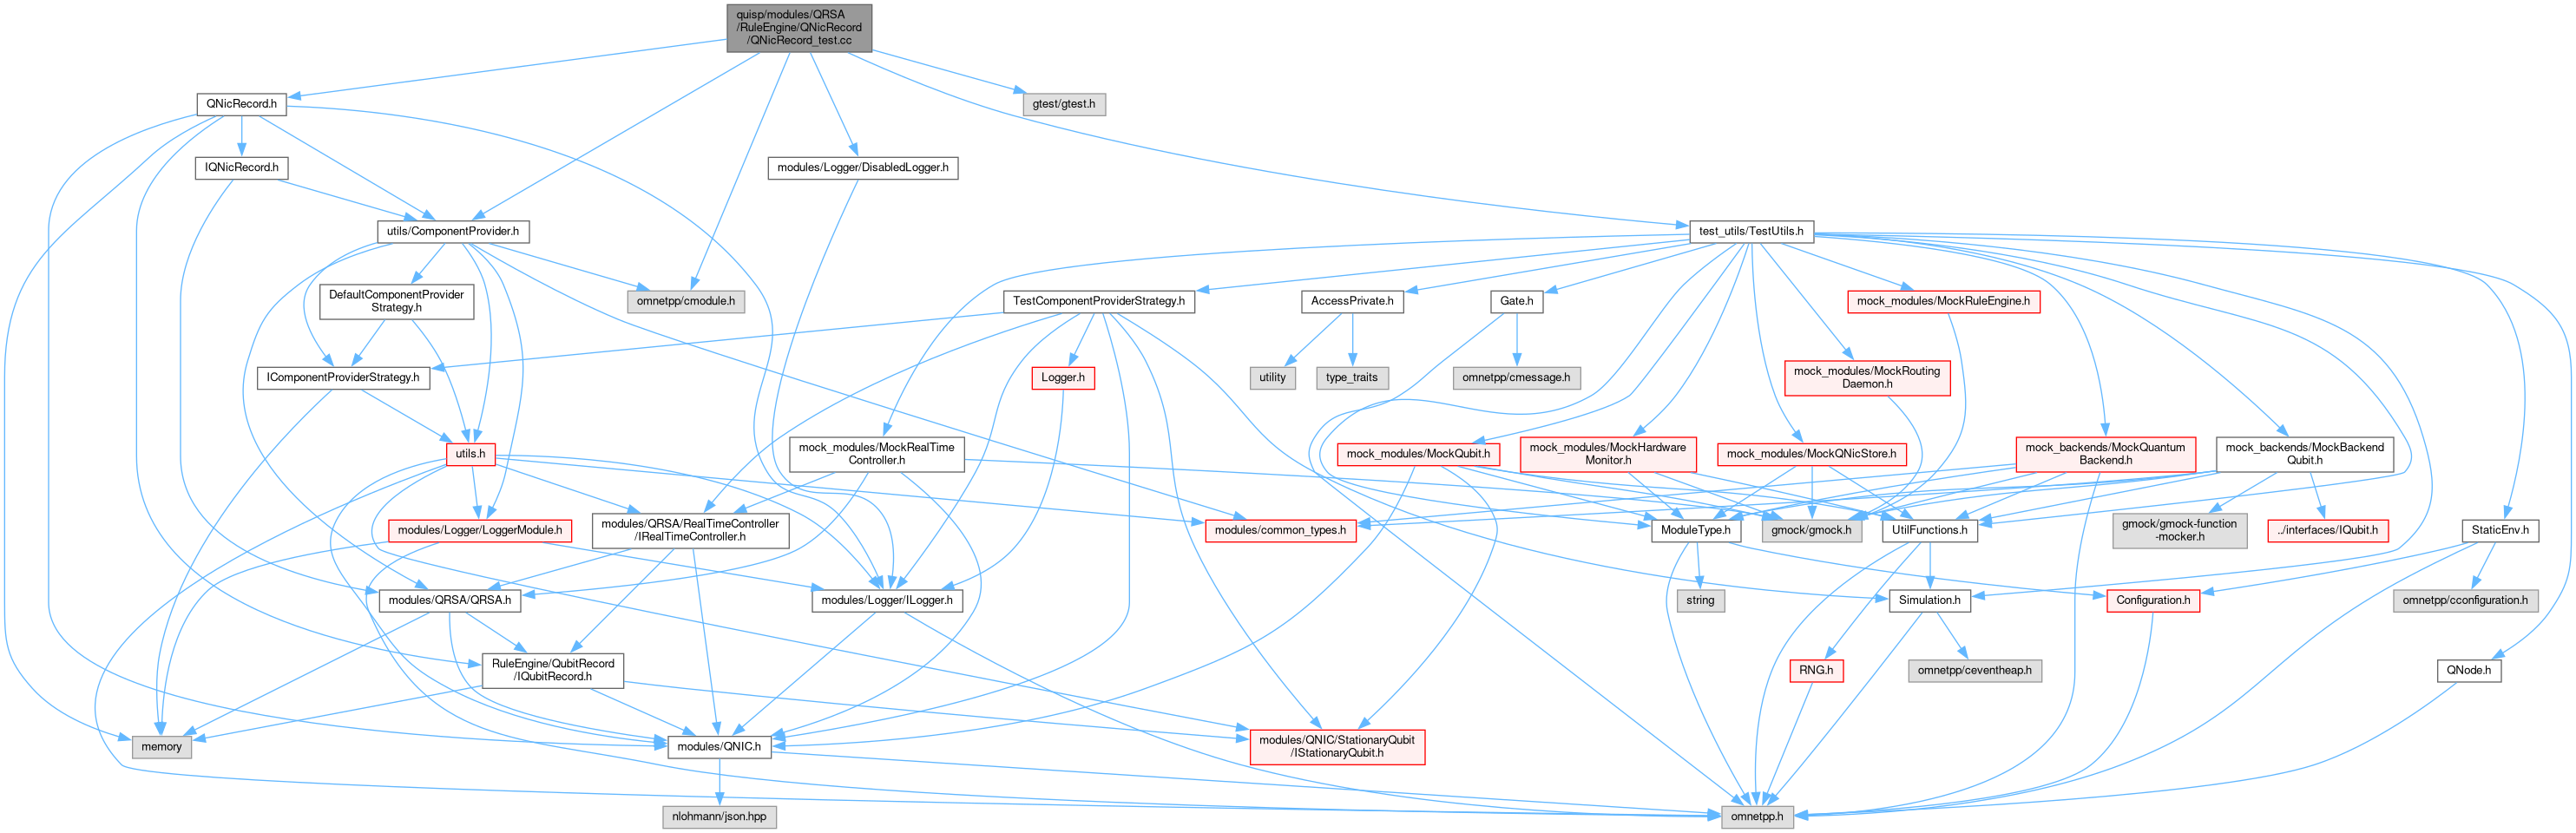 quisp/modules/QRSA
/RuleEngine/QNicRecord
/QNicRecord_test.cc
QNicRecord.h
gtest/gtest.h
IQNicRecord.h
modules/Logger/DisabledLogger.h
utils/ComponentProvider.h
test_utils/TestUtils.h
DefaultComponentProvider
Strategy.h
omnetpp/cmodule.h
TestComponentProviderStrategy.h
AccessPrivate.h
Gate.h
mock_modules/MockRuleEngine.h
IComponentProviderStrategy.h
Logger.h
utility
type_traits
omnetpp/cmessage.h
mock_modules/MockRouting
Daemon.h
utils.h
mock_modules/MockRealTime
Controller.h
mock_modules/MockQubit.h
mock_modules/MockHardware
Monitor.h
mock_modules/MockQNicStore.h
mock_backends/MockQuantum
Backend.h
mock_backends/MockBackend
Qubit.h
modules/Logger/LoggerModule.h
modules/QRSA/RealTimeController
/IRealTimeController.h
modules/common_types.h
ModuleType.h
gmock/gmock.h
UtilFunctions.h
gmock/gmock-function
-mocker.h
../interfaces/IQubit.h
StaticEnv.h
modules/QRSA/QRSA.h
modules/Logger/ILogger.h
string
Simulation.h
Configuration.h
omnetpp/cconfiguration.h
RuleEngine/QubitRecord
/IQubitRecord.h
RNG.h
omnetpp/ceventheap.h
QNode.h
memory
modules/QNIC.h
modules/QNIC/StationaryQubit
/IStationaryQubit.h
nlohmann/json.hpp
omnetpp.h